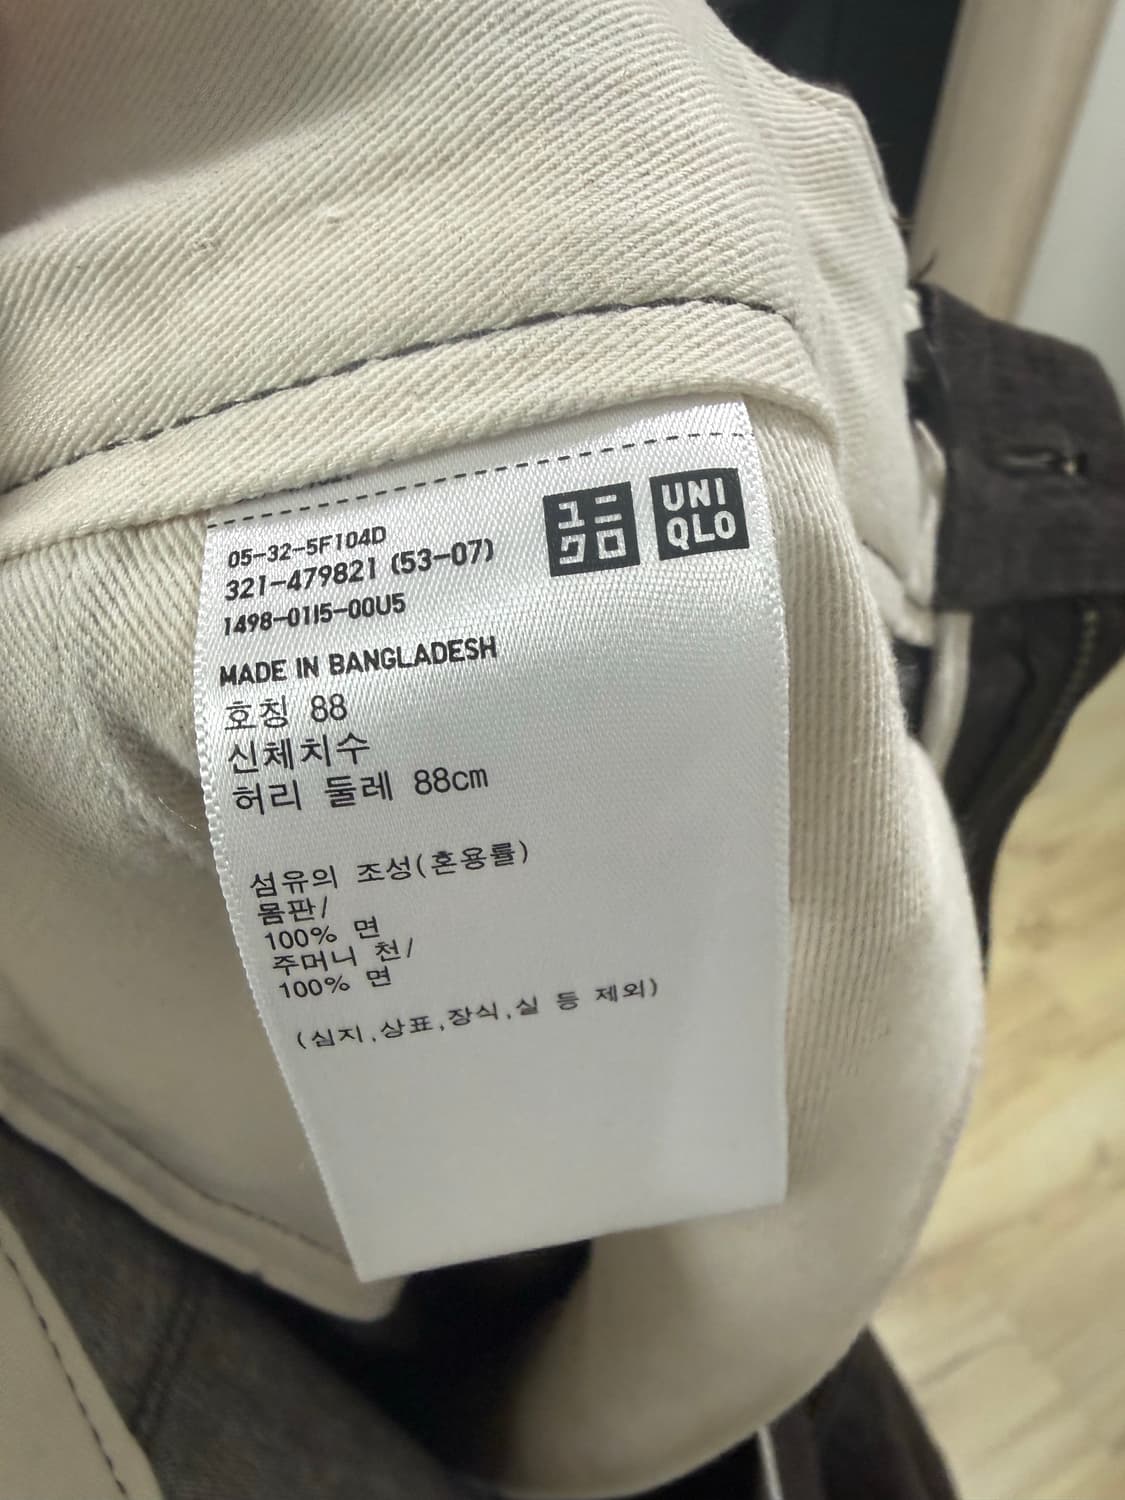 ユニ
クロ
UNI
QLO
05-32-5F104D
321-479821 (53-07)
1498-0115-00U5
MADE IN BANGLADESH
호칭 88
신체치수
허리 둘레 88cm
섬유의 조성(혼용률)
몸판/
100% 면
주머니 천/
100% 면
(심지,상표,장식,실 등 제외)